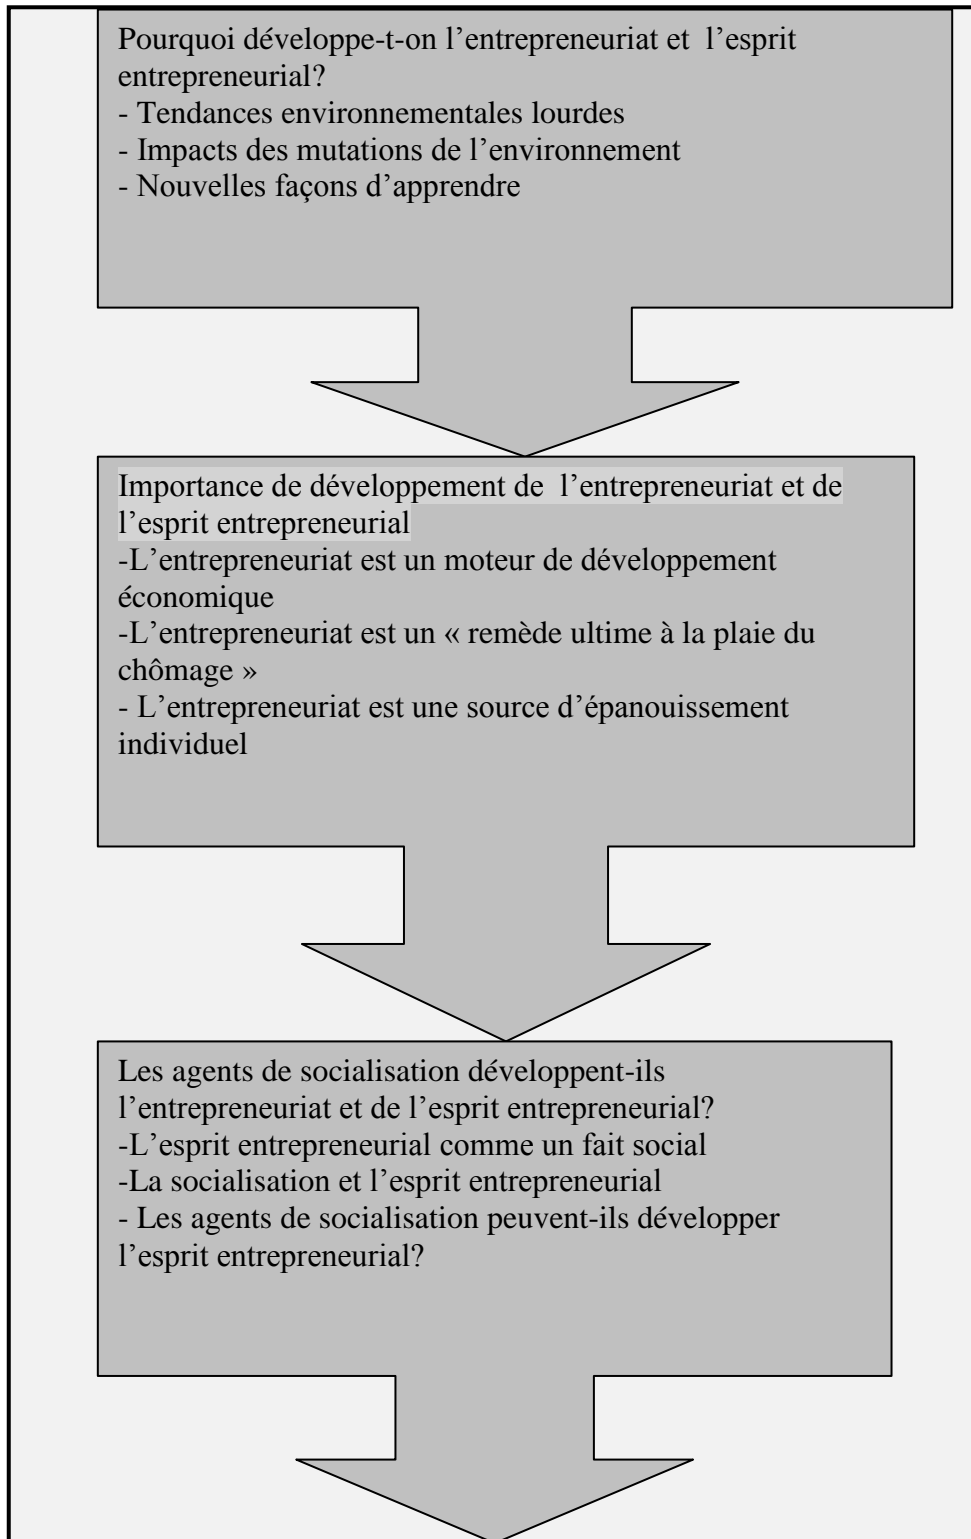 Pourquoi développe-t-on l’entrepreneuriat et  l’esprit
entrepreneurial?
- Tendances environnementales lourdes
- Impacts des mutations de l’environnement
- Nouvelles façons d’apprendre
Importance de développement de  l’entrepreneuriat et de
l’esprit entrepreneurial
-L’entrepreneuriat est un moteur de développement
économique
-L’entrepreneuriat est un « remède ultime à la plaie du
chômage »
- L’entrepreneuriat est une source d’épanouissement
individuel
Les agents de socialisation développent-ils
l’entrepreneuriat et de l’esprit entrepreneurial?
-L’esprit entrepreneurial comme un fait social
-La socialisation et l’esprit entrepreneurial
- Les agents de socialisation peuvent-ils développer
l’esprit entrepreneurial?